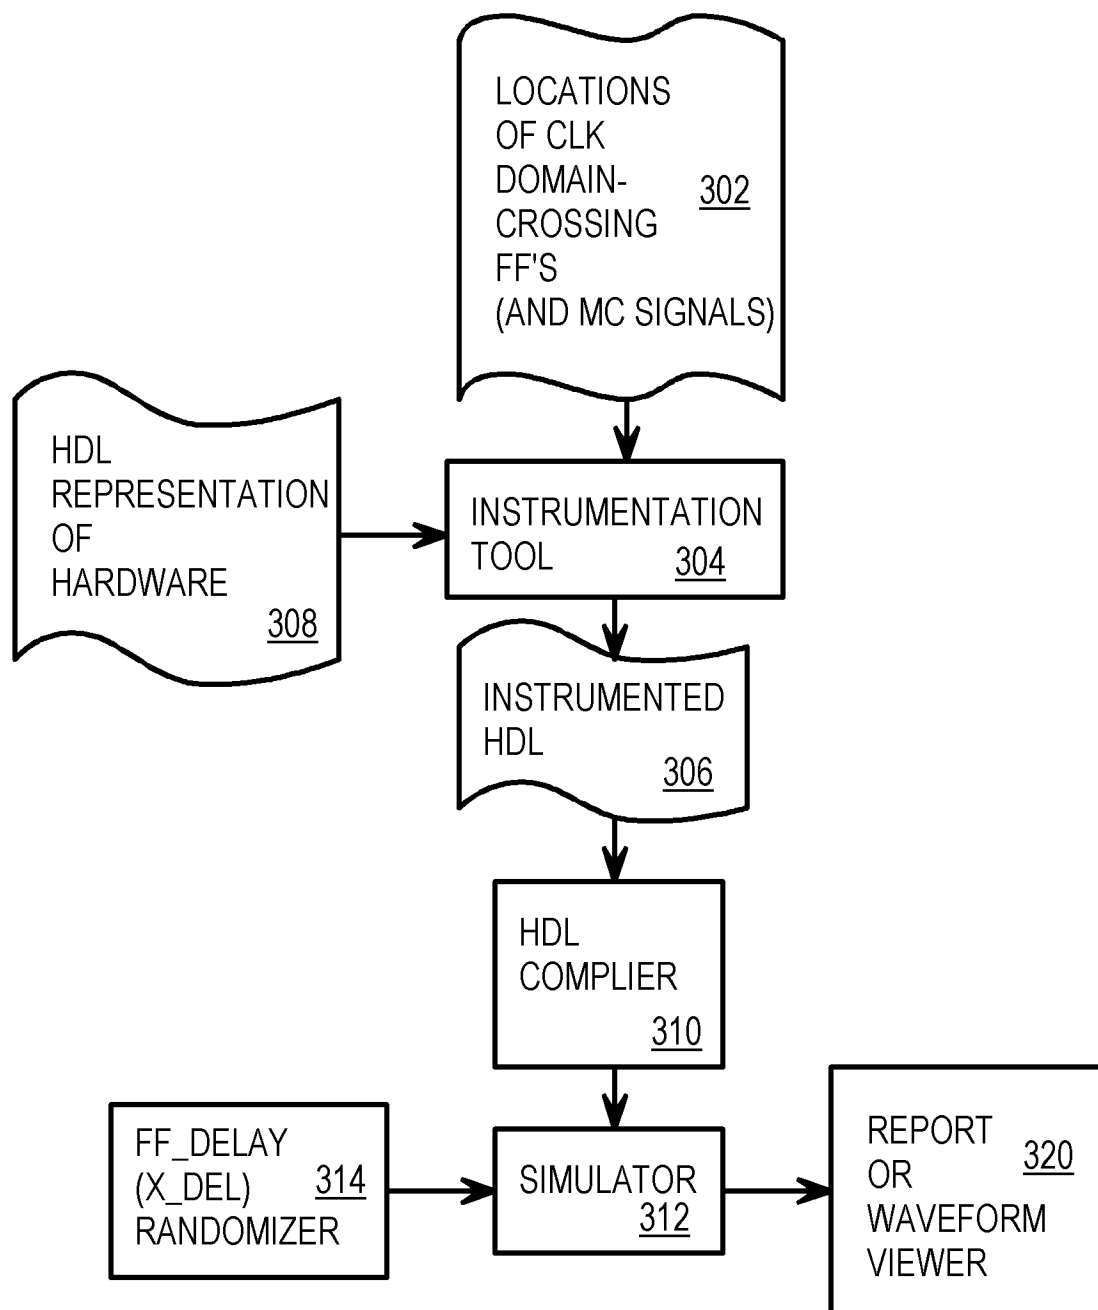 LOCATIONS
OF CLK
DOMAIN-
CROSSING
FF'S
(AND MC SIGNALS)
302
HDL
REPRESENTATION
OF
HARDWARE
308
INSTRUMENTATION
TOOL
304
INSTRUMENTED
HDL
306
HDL
COMPLIER
310
FF_DELAY
(X_DEL)
RANDOMIZER
314
SIMULATOR
312
REPORT
OR
WAVEFORM
VIEWER
320